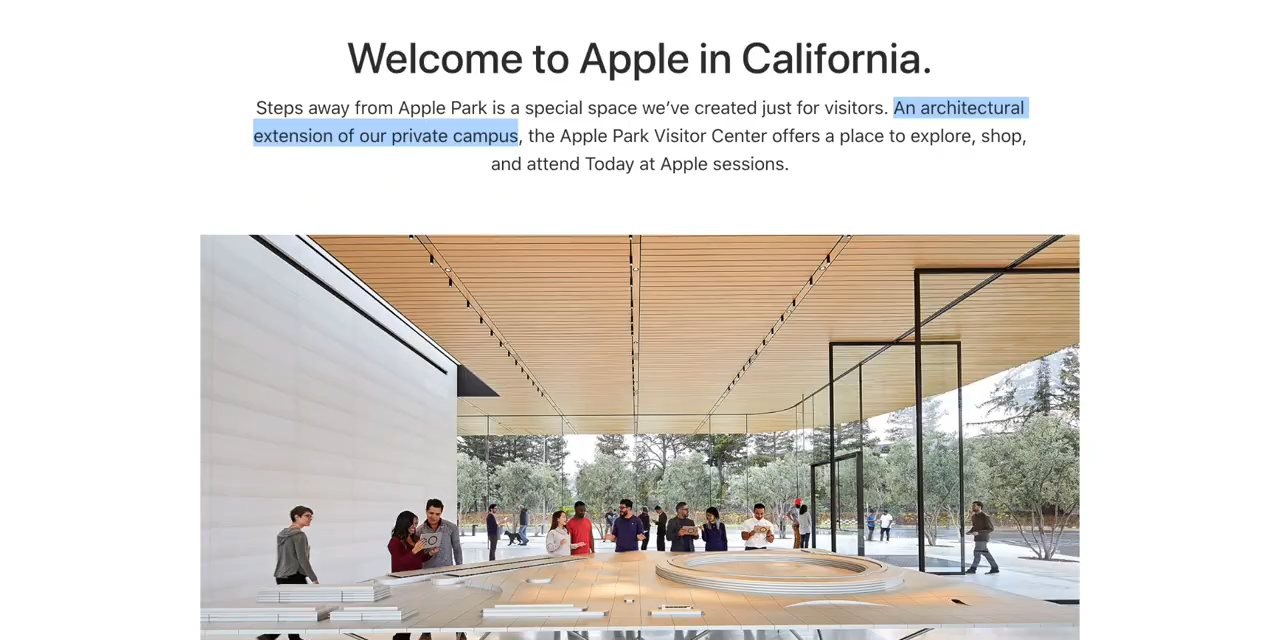 Welcome to Apple in California.
Steps away from Apple Park is a special space we’ve created just for visitors. An architectural
extension of our private campus, the Apple Park Visitor Center offers a place to explore, shop,
and attend Today at Apple sessions.